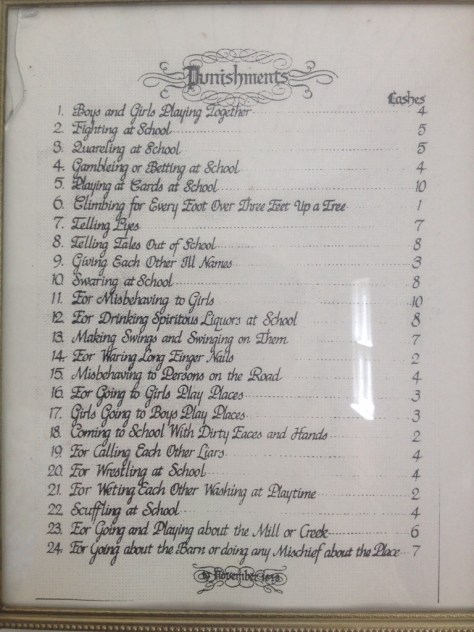 Punishments
Lashes
1. Boys and Girls Playing Together 4
2. Fighting at School 5
3. Quareling at School 5
4. Gambleing or Betting at School 4
5. Playing at Cards at School 10
6. Climbing for Every Foot Over Three Feet Up a Tree 1
7. Telling Lyes 7
8. Telling Tales Out of School 8
9. Giving Each Other Ill Names 3
10. Swaring at School 8
11. For Misbehaving to Girls 10
12. For Drinking Spiritous Liquors at School 8
13. Making Swings and Swinging on Them 7
14. For Waring Long Finger Nails 2
15. Misbehaving to Persons on the Road 4
16. For Going to Girls Play Places 3
17. Girls Going to Boys Play Places 3
18. Coming to School With Dirty Faces and Hands 2
19. For Calling Each Other Liars 4
20. For Wrestling at School 4
21. For Weting Each Other Washing at Playtime 2
22. Scuffling at School 4
23. For Going and Playing about the Mill or Creek 6
24. For Going about the Barn or doing any Mischief about the Place 7
November